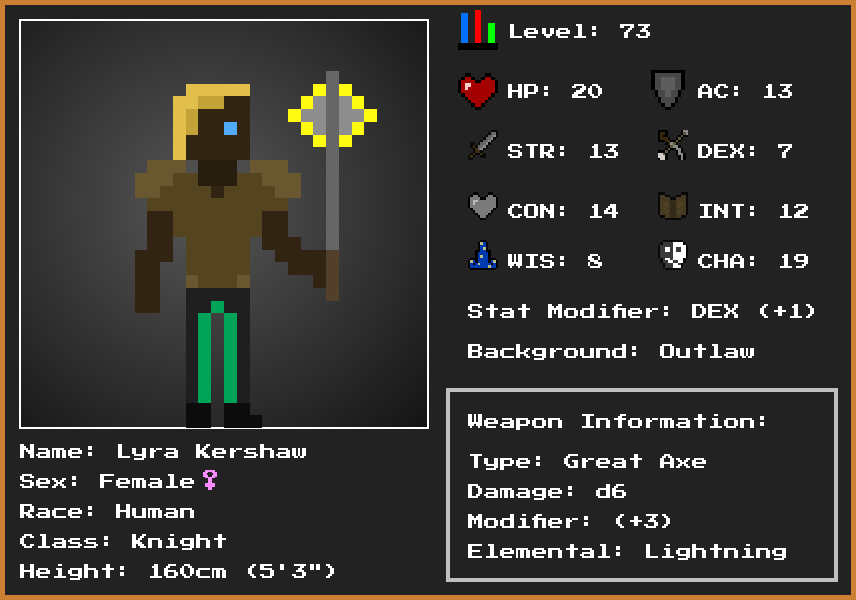 Level: 73
HP: 20 AC: 13
STR: 13 DEX: 7
CON: 14 INT: 12
WIS: 8 CHA: 19
Stat Modifier: DEX (+1)
Background: Outlaw
Weapon Information:
Type: Great Axe
Damage: d6
Modifier: (+3)
Elemental: Lightning
Name: Lyra Kershaw
Sex: Female♀
Race: Human
Class: Knight
Height: 160cm (5'3")